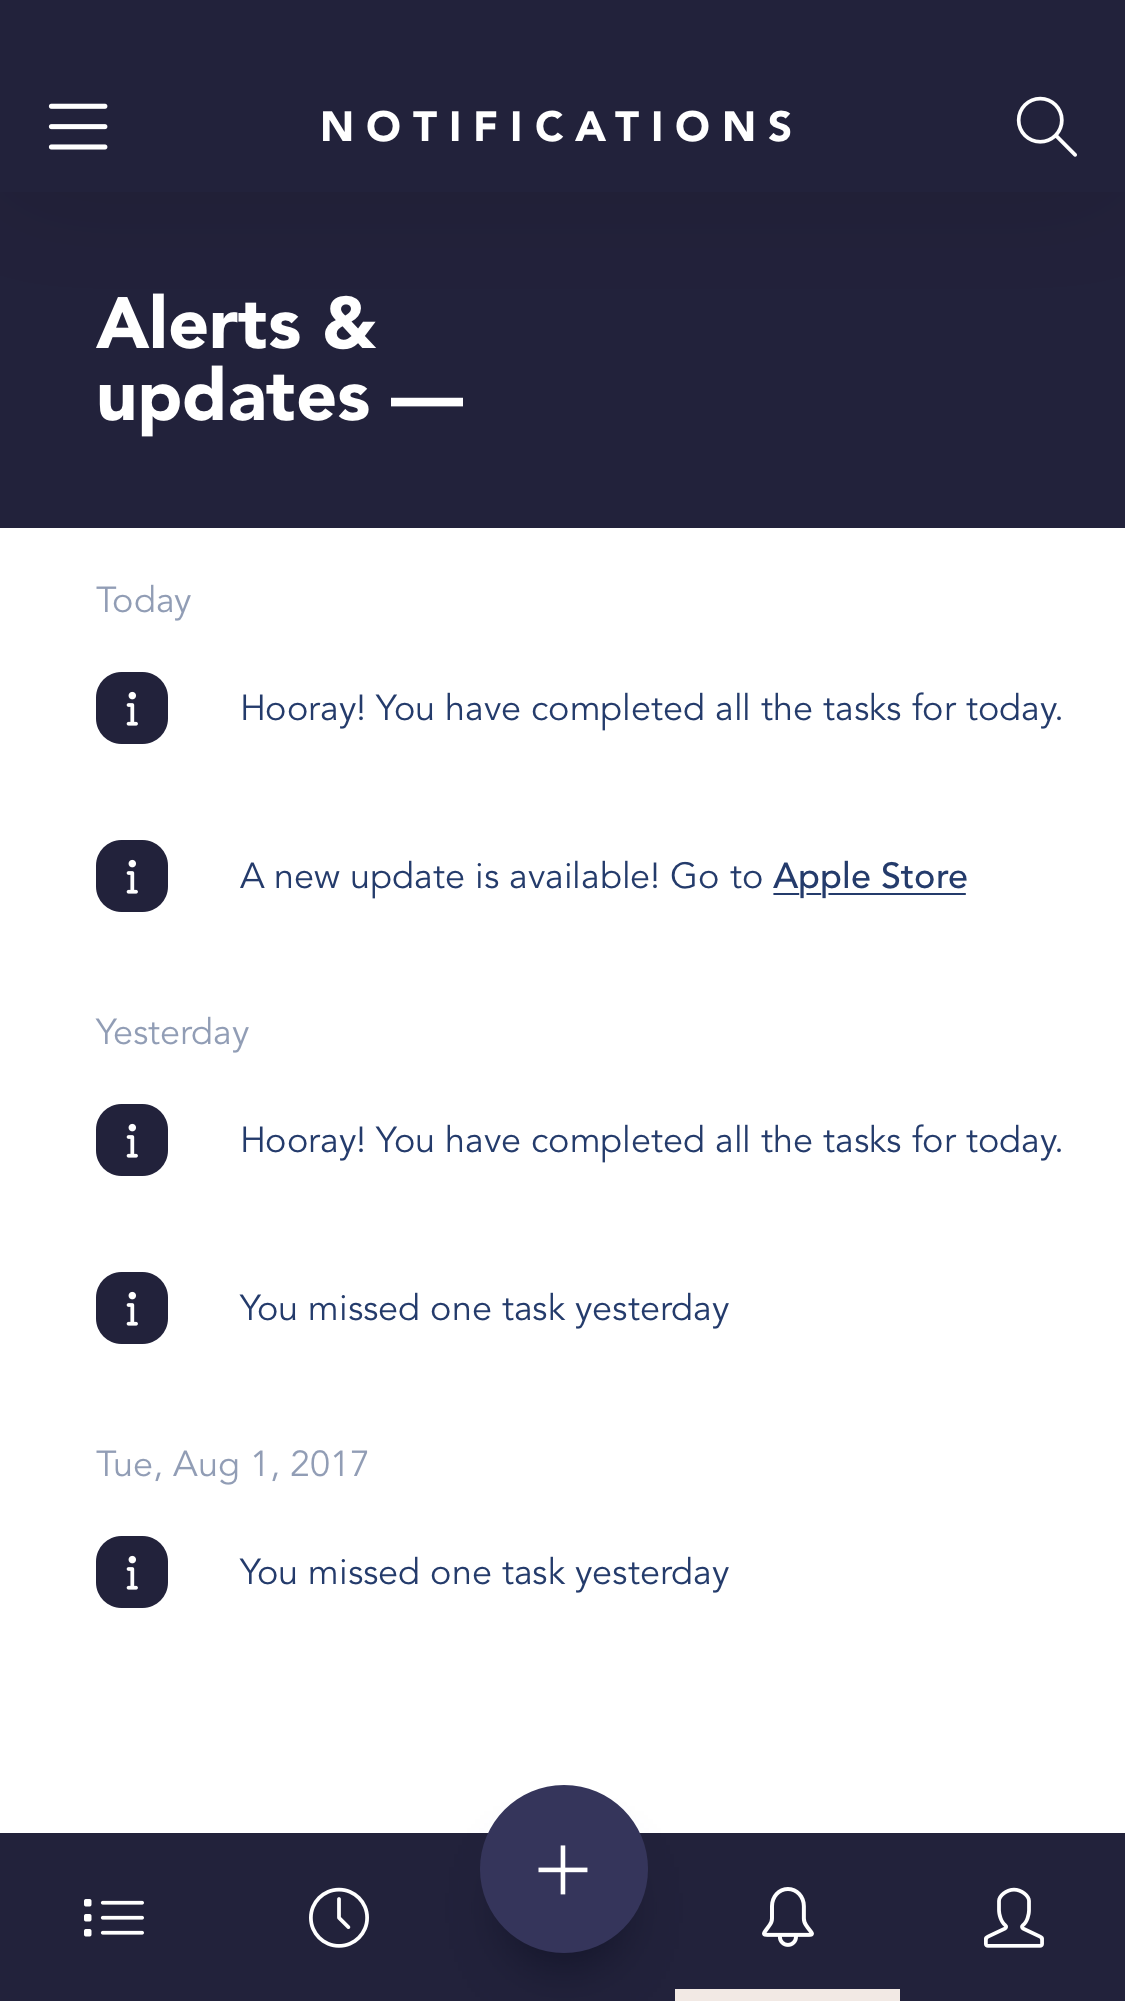 NOTIFICATIONS
Alerts &
updates —
Today
Hooray! You have completed all the tasks for today.
A new update is available! Go to Apple Store
Yesterday
Hooray! You have completed all the tasks for today.
You missed one task yesterday
Tue, Aug 1, 2017
You missed one task yesterday